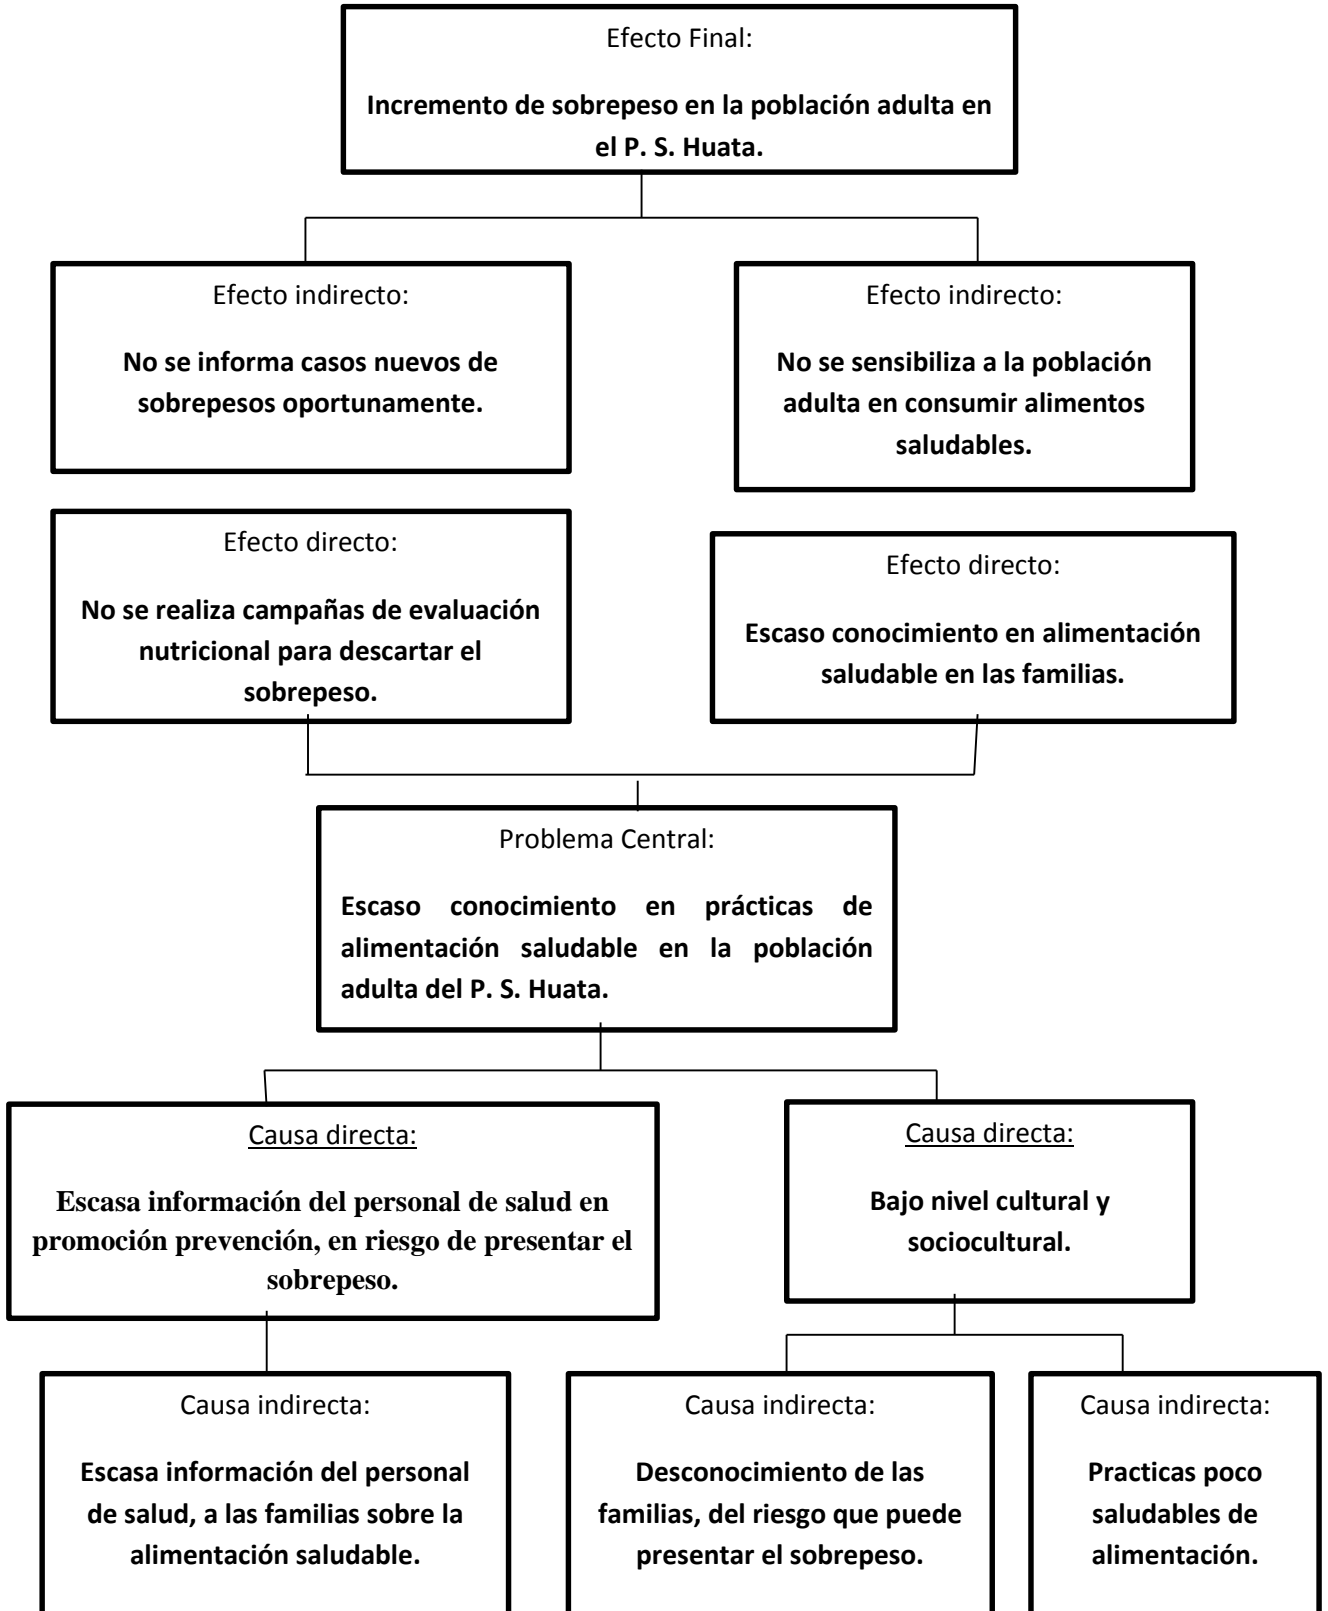 Efecto Final:
Incremento de sobrepeso en la población adulta en
el P. S. Huata.
Efecto indirecto:
No se informa casos nuevos de
sobrepesos oportunamente.
Efecto indirecto:
No se sensibiliza a la población
adulta en consumir alimentos
saludables.
Efecto directo:
No se realiza campañas de evaluación
nutricional para descartar el
sobrepeso.
Efecto directo:
Escaso conocimiento en alimentación
saludable en las familias.
Problema Central:
Escaso conocimiento en prácticas de
alimentación saludable en la población
adulta del P. S. Huata.
Causa directa:
Escasa información del personal de salud en
promoción prevención, en riesgo de presentar el
sobrepeso.
Causa directa:
Bajo nivel cultural y
sociocultural.
Causa indirecta:
Escasa información del personal
de salud, a las familias sobre la
alimentación saludable.
Causa indirecta:
Desconocimiento de las
familias, del riesgo que puede
presentar el sobrepeso.
Causa indirecta:
Practicas poco
saludables de
alimentación.